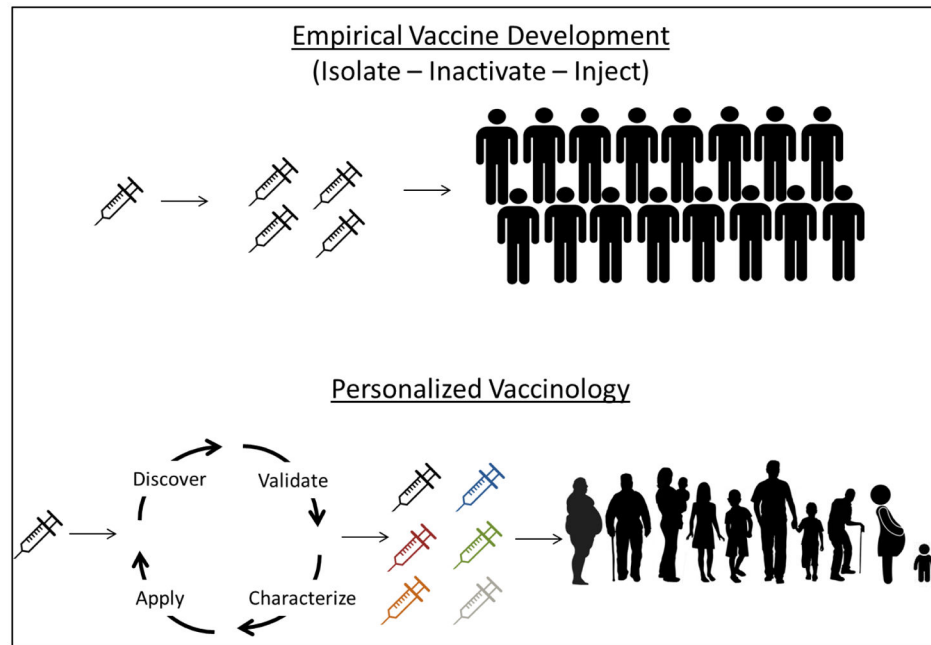 Empirical Vaccine Development
(Isolate – Inactivate – Inject)
Personalized Vaccinology
Discover
Validate
Apply
Characterize